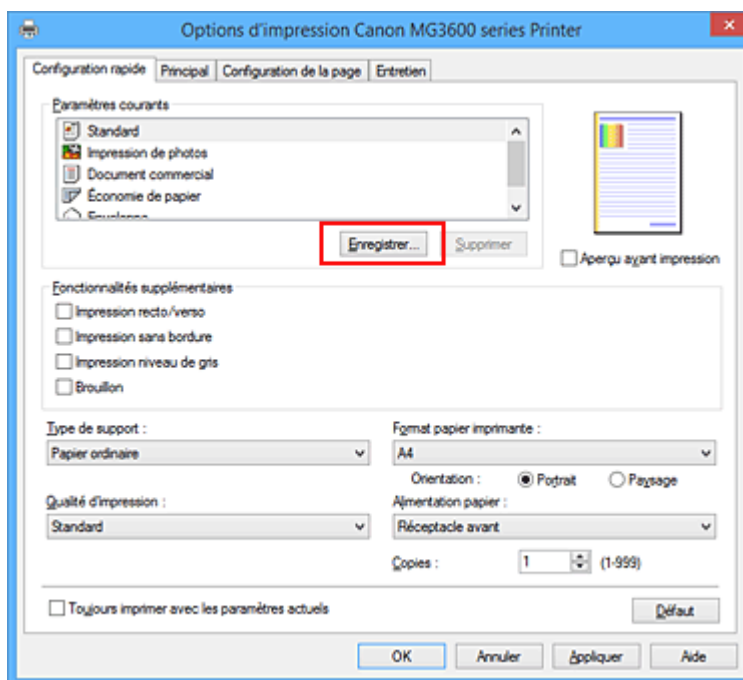 Options d'impression Canon MG3600 series Printer
Configuration rapide Principal Configuration de la page Entretien
Paramètres courants
Standard
Impression de photos
Document commercial
Économie de papier
Enregistrer... Supprimer
Aperçu avant impression
Fonctionnalités supplémentaires
Impression recto/verso
Impression sans bordure
Impression niveau de gris
Brouillon
Type de support :
Papier ordinaire
Format papier imprimante :
A4
Orientation : Portrait Paysage
Qualité d'impression :
Standard
Alimentation papier :
Réceptacle avant
Copies : 1 (1-999)
Toujours imprimer avec les paramètres actuels
Défaut
OK Annuler Appliquer Aide